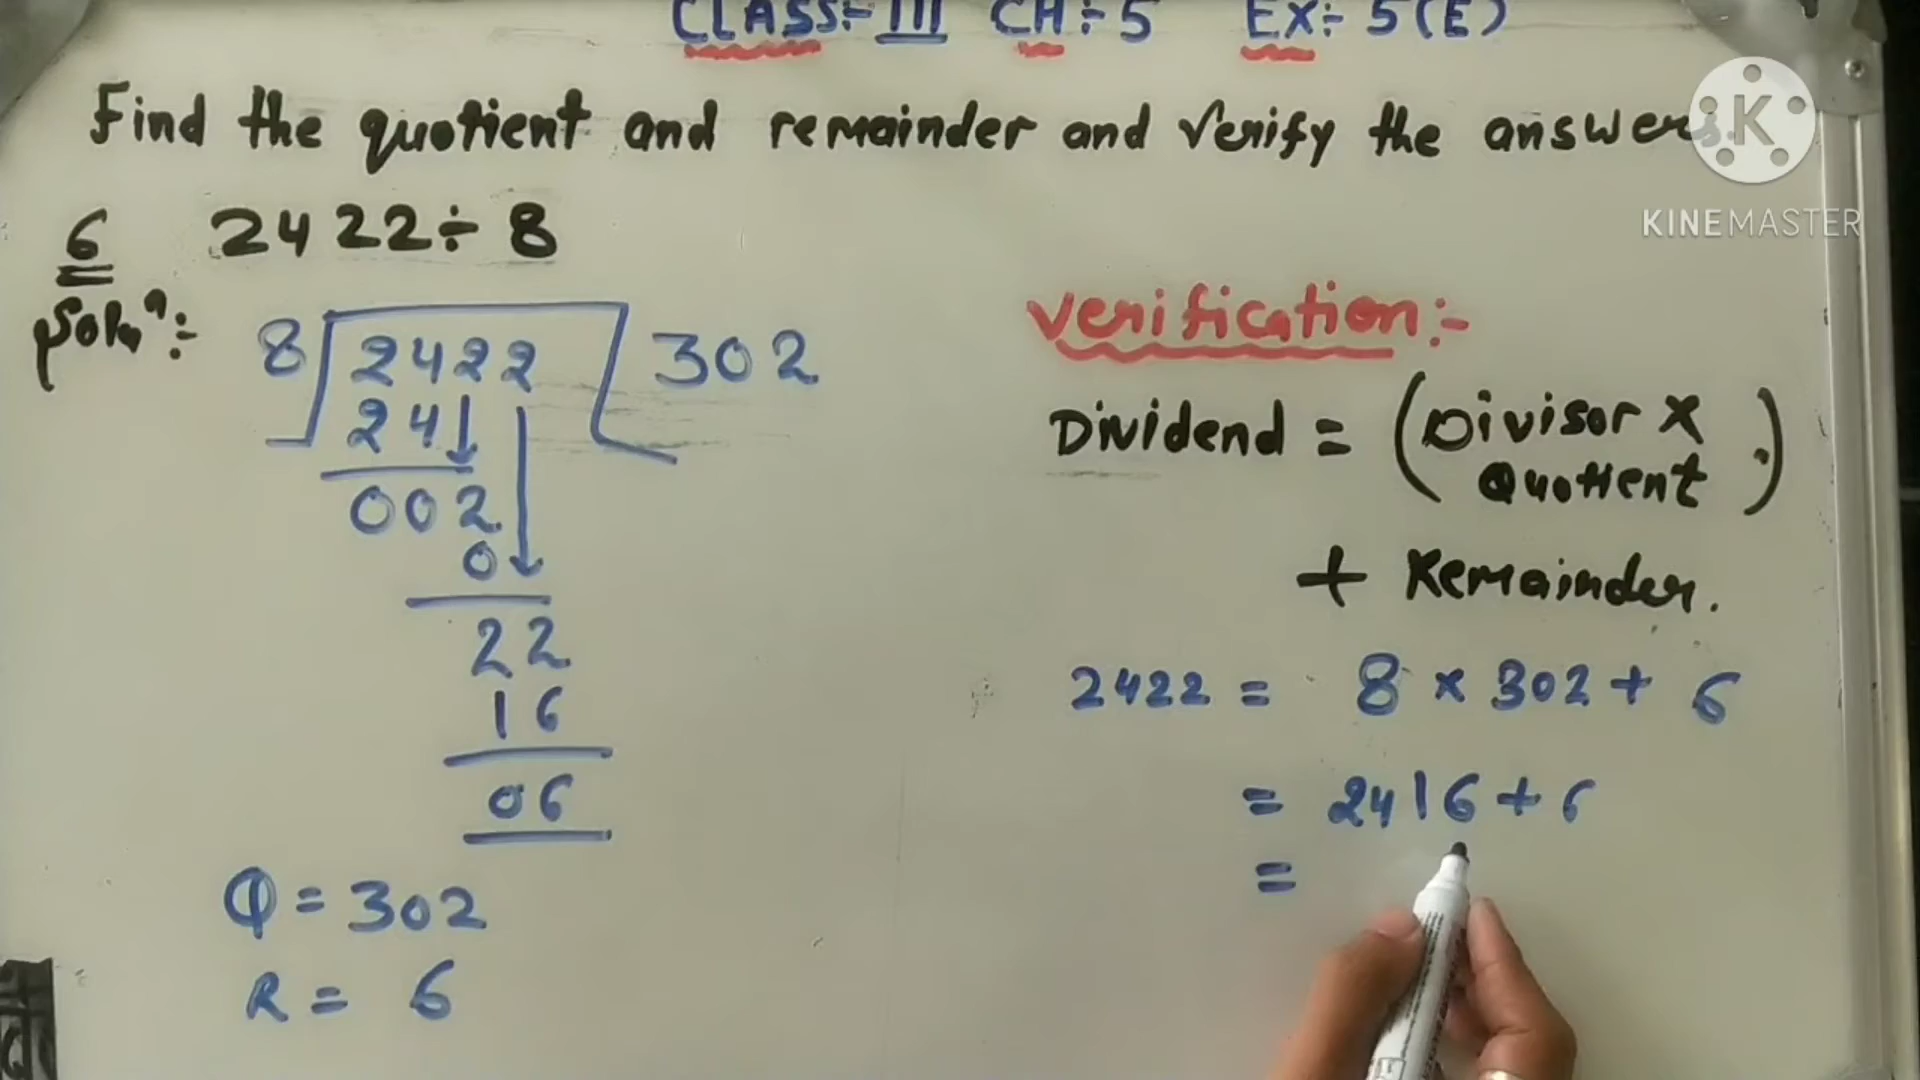 CLASS:- III CH:- 5 EX:- 5(E)
Find the quotient and remainder and verify the answers.
K
KINEMASTER
6 2422 ÷ 8
Soln:
8 2422 302
24
002
0
22
16
06
Q = 302
R = 6
Verification:-
Dividend = (Divisor ×
Quotient)
+ Remainder.
2422 = 8 × 302 + 6
= 2416 + 6
=